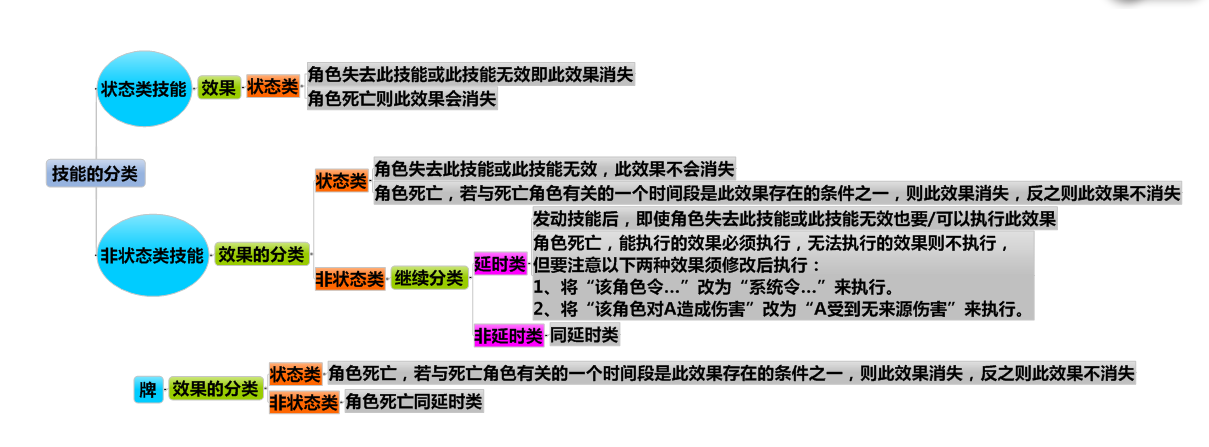 状态类技能
效果
状态类
角色失去此技能或此技能无效即此效果消失
角色死亡则此效果会消失
技能的分类
非状态类技能
效果的分类
状态类
角色失去此技能或此技能无效，此效果不会消失
角色死亡，若与死亡角色有关的一个时间段是此效果存在的条件之一，则此效果消失，反之则此效果不消失
非状态类
继续分类
延时类
发动技能后，即使角色失去此技能或此技能无效也要/可以执行此效果
角色死亡，能执行的效果必须执行，无法执行的效果则不执行，
但要注意以下两种效果须修改后执行：
1、将“该角色令...”改为“系统令...”来执行。
2、将“该角色对A造成伤害”改为“A受到无来源伤害”来执行。
非延时类
同延时类
牌
效果的分类
状态类
角色死亡，若与死亡角色有关的一个时间段是此效果存在的条件之一，则此效果消失，反之则此效果不消失
非状态类
角色死亡同延时类